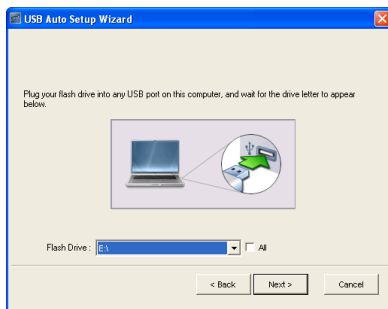 USB Auto Setup Wizard
Plug your flash drive into any USB port on this computer, and wait for the drive letter to appear
below.
Flash Drive : E:\ All
< Back Next > Cancel